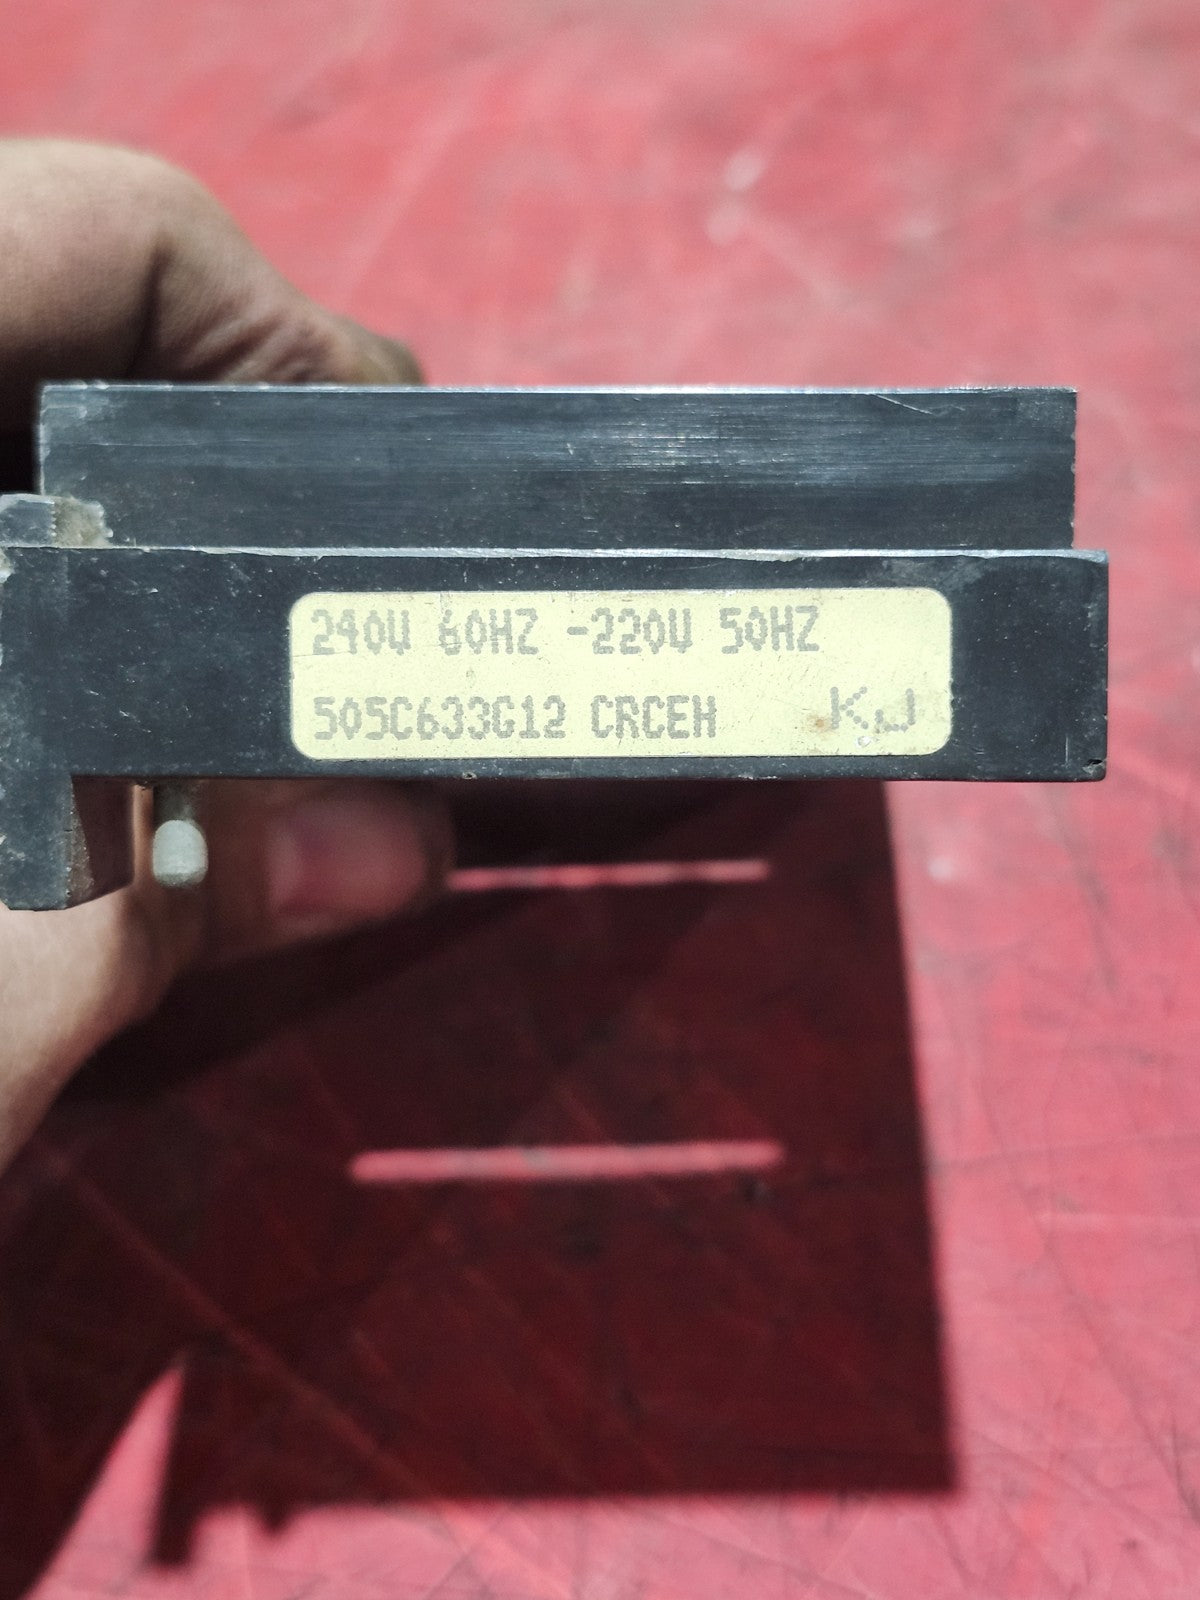 240V 60HZ -220V 50HZ
505C633G12 CRCEH KJ